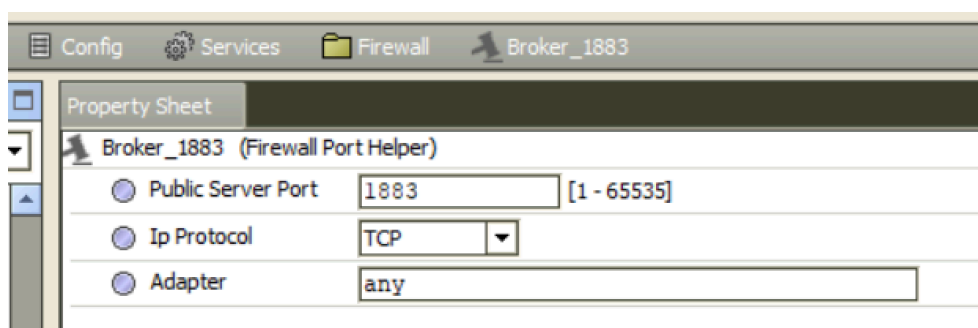 Config Services Firewall Broker_1883
Property Sheet
Broker_1883 (Firewall Port Helper)
Public Server Port 1883 [1 - 65535]
Ip Protocol TCP
Adapter any